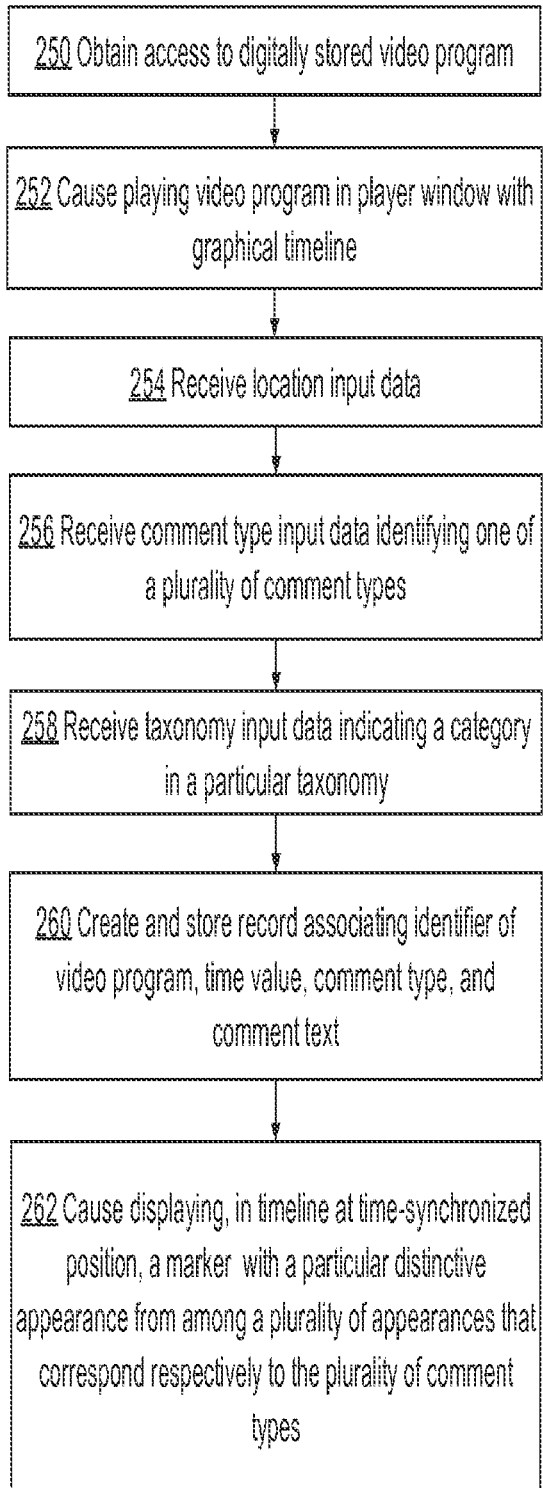 250 Obtain access to digitally stored video program
252 Cause playing video program in player window with
graphical timeline
254 Receive location input data
256 Receive comment type input data identifying one of
a plurality of comment types
258 Receive taxonomy input data indicating a category
in a particular taxonomy
260 Create and store record associating identifier of
video program, time value, comment type, and
comment text
262 Cause displaying, in timeline at time-synchronized
position, a marker with a particular distinctive
appearance from among a plurality of appearances that
correspond respectively to the plurality of comment
types